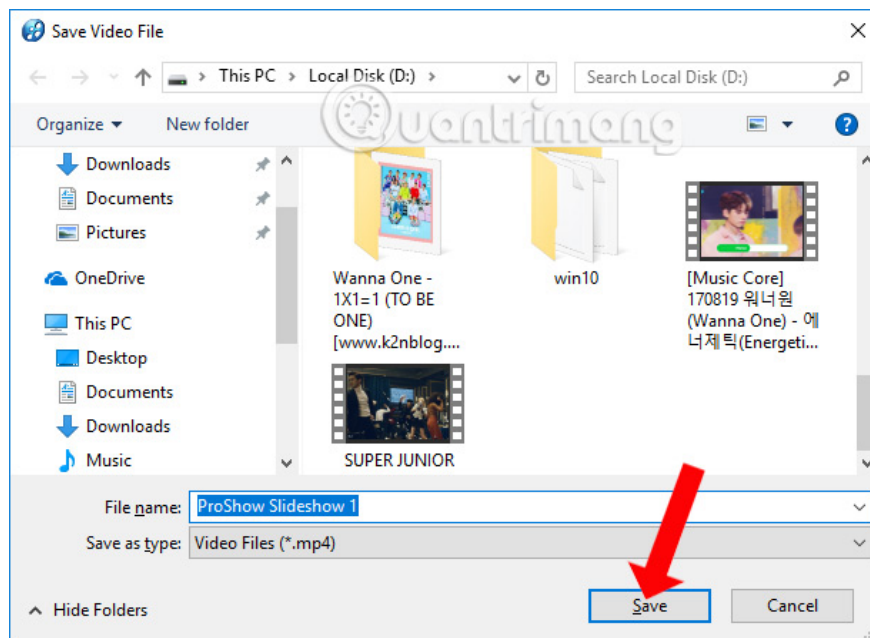 Save Video File
This PC > Local Disk (D:) >
Search Local Disk (D:)
Organize
New folder
Quantrimang
Downloads
Documents
Pictures
OneDrive
This PC
Desktop
Documents
Downloads
Music
Wanna One -
1X1=1 (TO BE
ONE)
[www.k2nblog....
win10
[Music Core]
170819 워너원
(Wanna One) - 에
너제틱(Energeti...
SUPER JUNIOR
File name: ProShow Slideshow 1
Save as type: Video Files (*.mp4)
Hide Folders
Save
Cancel